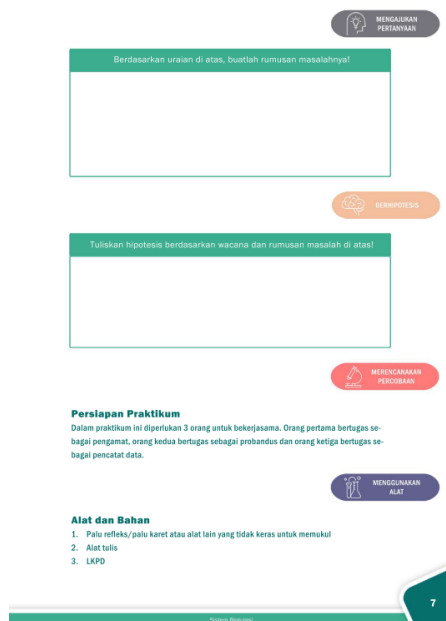 MENGAJUKAN
PERTANYAAN
Berdasarkan uraian di atas, buatlah rumusan masalahnya!
BERHIPOTESIS
Tuliskan hipotesis berdasarkan wacana dan rumusan masalah di atas!
MERENCANAKAN
PERCOBAAN
Persiapan Praktikum
Dalam praktikum ini diperlukan 3 orang untuk bekerjasama. Orang pertama bertugas se-
bagai pengamat, orang kedua bertugas sebagai probandus dan orang ketiga bertugas se-
bagai pencatat data.
MENGGUNAKAN
ALAT
Alat dan Bahan
1. Palu refleks/palu karet atau alat lain yang tidak keras untuk memukul
2. Alat tulis
3. LKPD
7